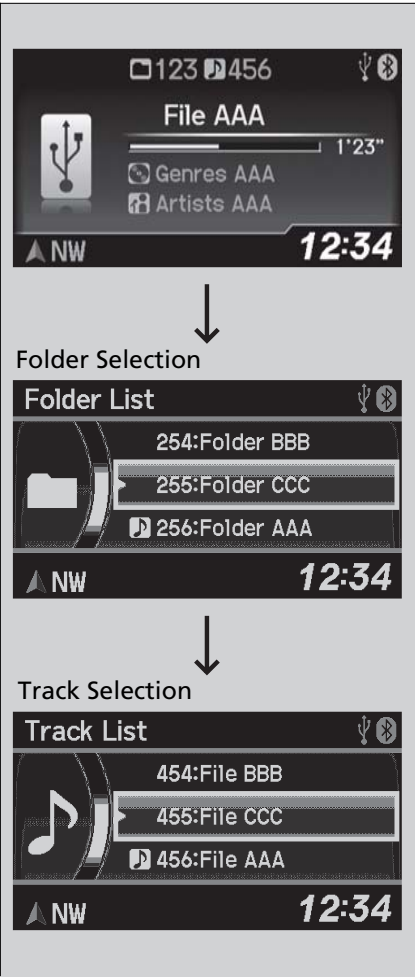 123 456
File AAA
1'23"
Genres AAA
Artists AAA
NW 12:34
Folder Selection
Folder List
254:Folder BBB
255:Folder CCC
256:Folder AAA
NW 12:34
Track Selection
Track List
454:File BBB
455:File CCC
456:File AAA
NW 12:34